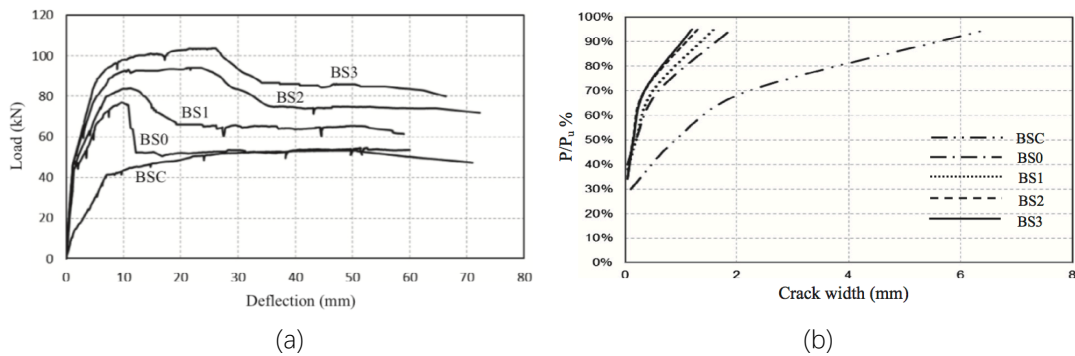 120
100
80
60
40
20
0
Load (kN)
0 10 20 30 40 50 60 70 80
Deflection (mm)
BS3
BS2
BS1
BS0
BSC
(a)
100%
90%
80%
70%
60%
50%
40%
30%
20%
10%
0%
P/Pu %
0 2 4 6 8
Crack width (mm)
BSC
BS0
BS1
BS2
BS3
(b)